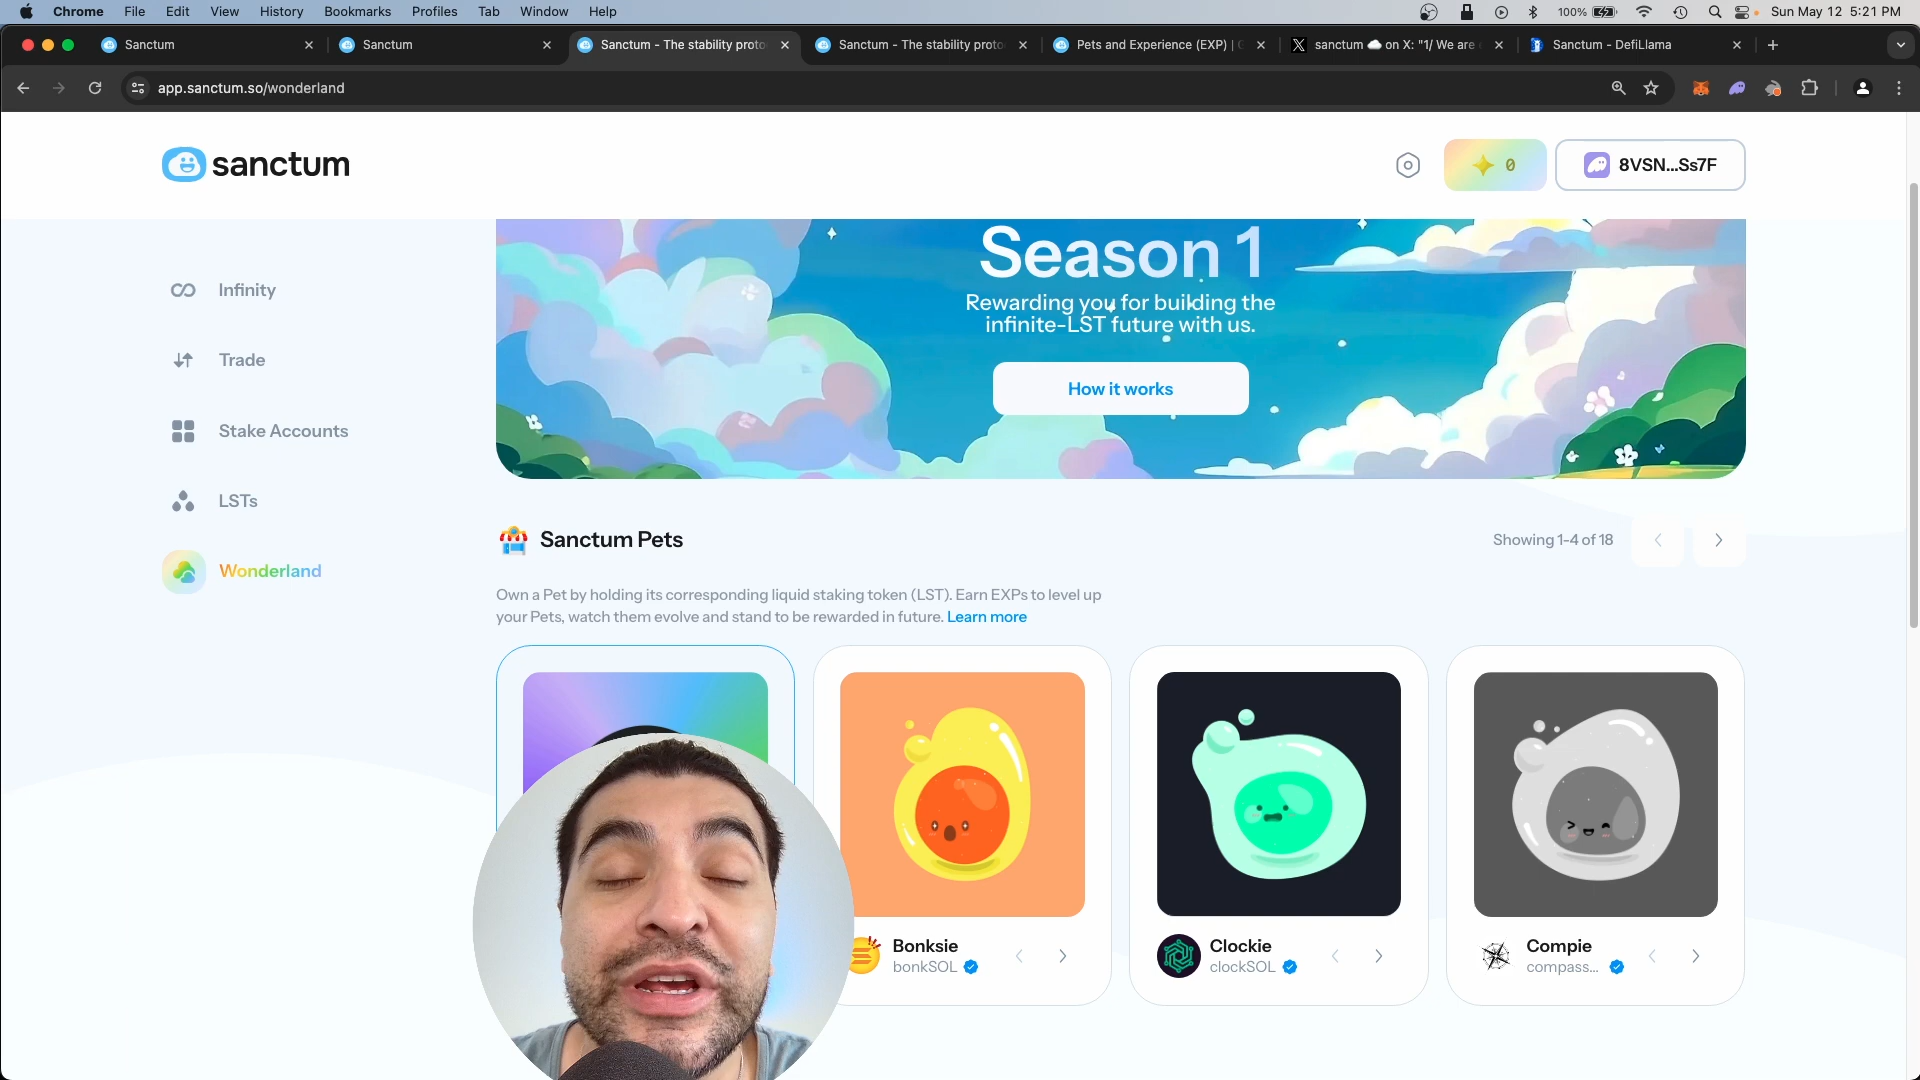 Chrome File Edit View History Bookmarks Profiles Tab Window Help 100% Sun May 12 5:21 PM
Sanctum Sanctum Sanctum - The stability proto Sanctum - The stability proto Pets and Experience (EXP) | sanctum ☁️ on X: "1/ We are Sanctum - DefiLlama
app.sanctum.so/wonderland
sanctum
0
8VSN...Ss7F
Season 1
Rewarding you for building the
infinite-LST future with us.
How it works
Infinity
Trade
Stake Accounts
LSTs
Wonderland
Sanctum Pets
Showing 1-4 of 18
Own a Pet by holding its corresponding liquid staking token (LST). Earn EXPs to level up
your Pets, watch them evolve and stand to be rewarded in future. Learn more
Bonksie
bonkSOL
Clockie
clockSOL
Compie
compass...